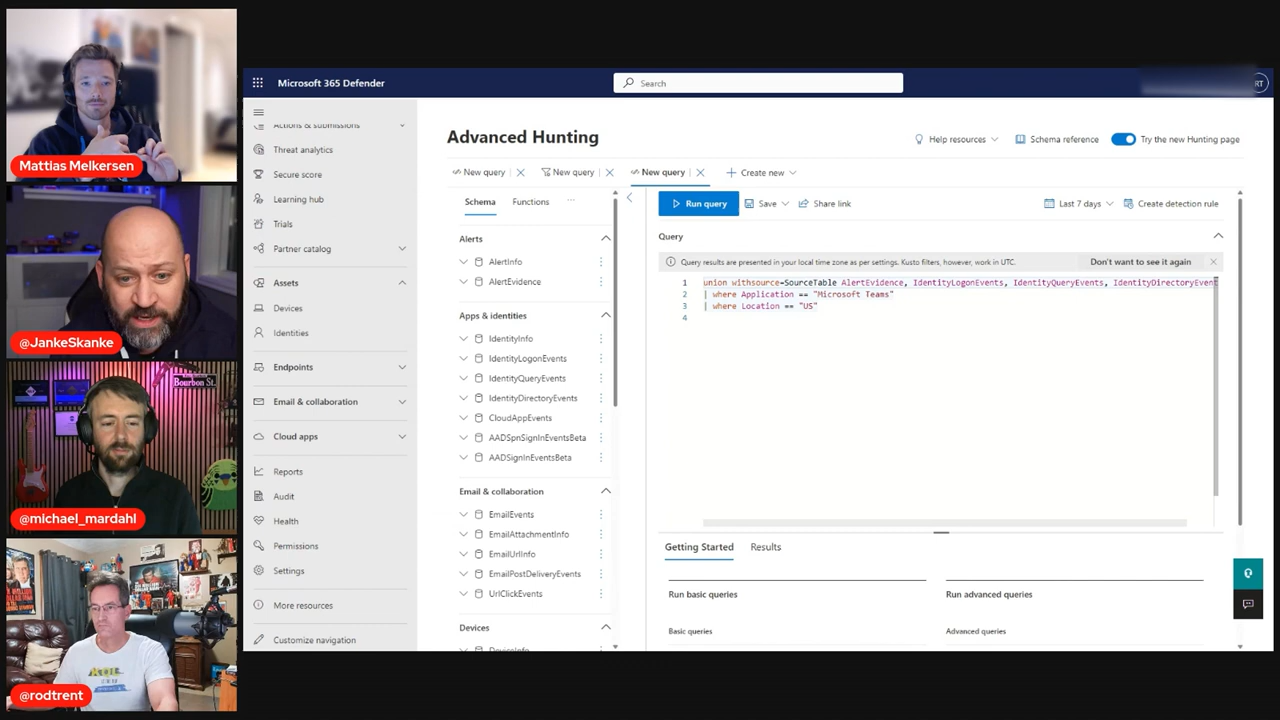 Mattias Melkersen
@JankeSkanke
Bourbon St.
@michael_mardahl
@rodtrent
Microsoft 365 Defender
Search
RT
Actions & submissions
Threat analytics
Secure score
Learning hub
Trials
Partner catalog
Assets
Devices
Identities
Endpoints
Email & collaboration
Cloud apps
Reports
Audit
Health
Permissions
Settings
More resources
Customize navigation
Advanced Hunting
Help resources
Schema reference
Try the new Hunting page
New query
New query
New query
Create new
Schema
Functions
Alerts
AlertInfo
AlertEvidence
Apps & identities
IdentityInfo
IdentityLogonEvents
IdentityQueryEvents
IdentityDirectoryEvents
CloudAppEvents
AADSpnSignInEventsBeta
AADSignInEventsBeta
Email & collaboration
EmailEvents
EmailAttachmentInfo
EmailUrlInfo
EmailPostDeliveryEvents
UrlClickEvents
Devices
DeviceInfo
Run query
Save
Share link
Last 7 days
Create detection rule
Query
Query results are presented in your local time zone as per settings. Kusto filters, however, work in UTC.
Don't want to see it again
1 union withsource=SourceTable AlertEvidence, IdentityLogonEvents, IdentityQueryEvents, IdentityDirectoryEvent
2 | where Application == "Microsoft Teams"
3 | where Location == "US"
4
Getting Started
Results
Run basic queries
Run advanced queries
Basic queries
Advanced queries